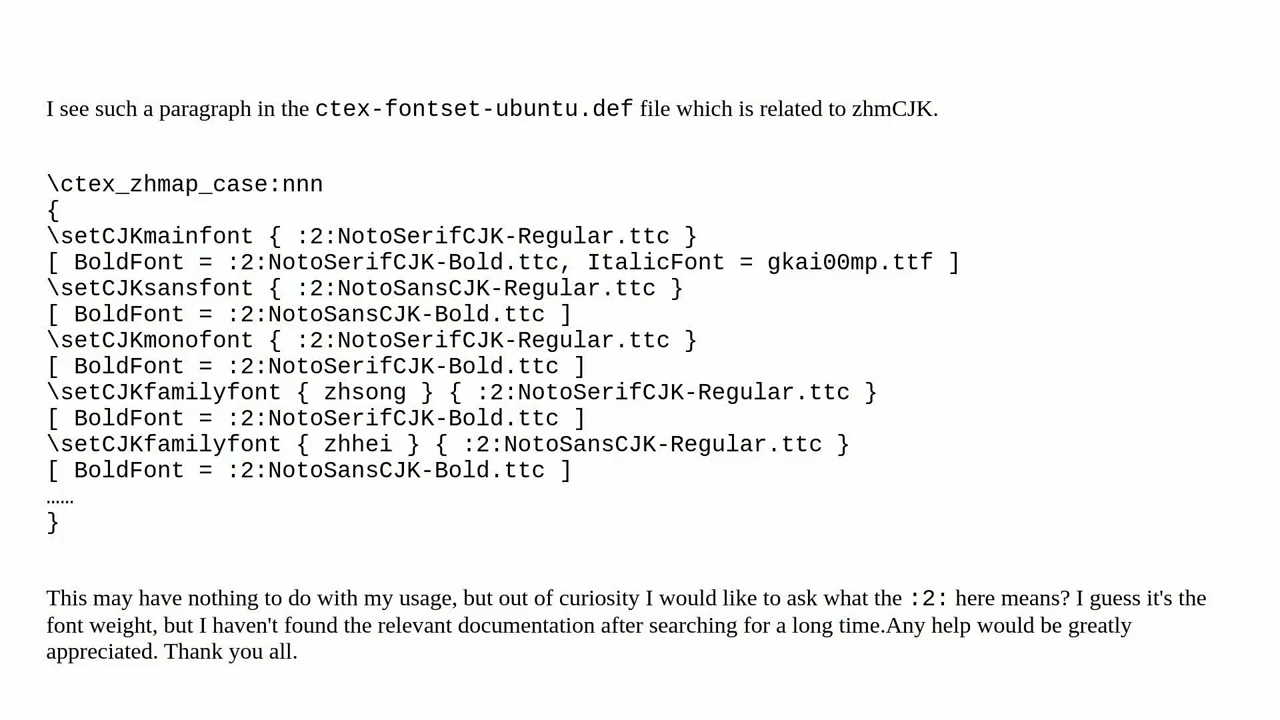 I see such a paragraph in the ctex-fontset-ubuntu.def file which is related to zhmCJK.
\ctex_zhmap_case:nnn
{
\setCJKmainfont { :2:NotoSerifCJK-Regular.ttc }
[ BoldFont = :2:NotoSerifCJK-Bold.ttc, ItalicFont = gkai00mp.ttf ]
\setCJKsansfont { :2:NotoSansCJK-Regular.ttc }
[ BoldFont = :2:NotoSansCJK-Bold.ttc ]
\setCJKmonofont { :2:NotoSerifCJK-Regular.ttc }
[ BoldFont = :2:NotoSerifCJK-Bold.ttc ]
\setCJKfamilyfont { zhsong } { :2:NotoSerifCJK-Regular.ttc }
[ BoldFont = :2:NotoSerifCJK-Bold.ttc ]
\setCJKfamilyfont { zhhei } { :2:NotoSansCJK-Regular.ttc }
[ BoldFont = :2:NotoSansCJK-Bold.ttc ]
……
}
This may have nothing to do with my usage, but out of curiosity I would like to ask what the :2: here means? I guess it's the
font weight, but I haven't found the relevant documentation after searching for a long time.Any help would be greatly
appreciated. Thank you all.